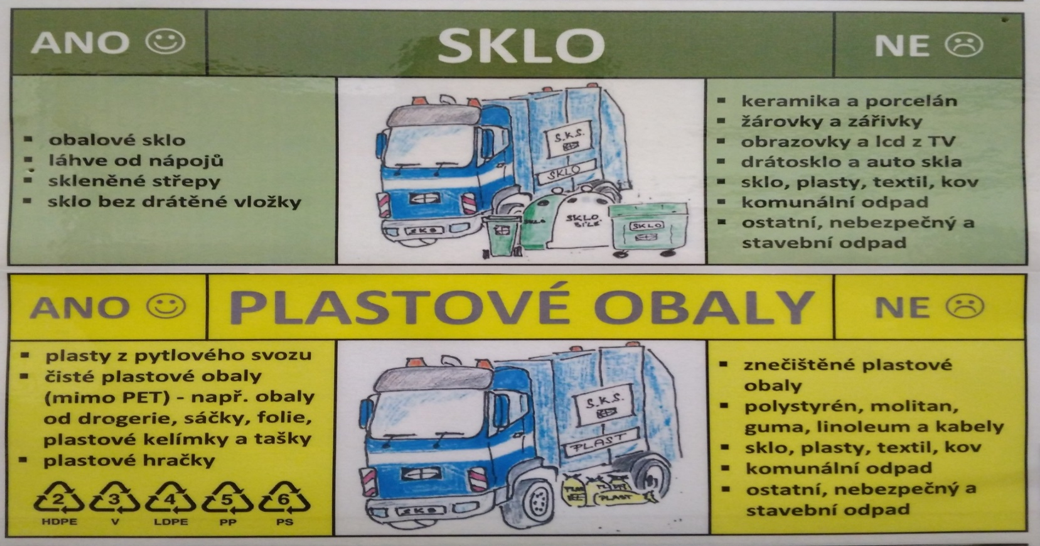 ANO SKLO NE
▪ obalové sklo
▪ láhve od nápojů
▪ skleněné střepy
▪ sklo bez drátěné vložky
S.K.S.
SKLO
SKLO
SKLO
BÍLÉ
SKLO
SKS
▪ keramika a porcelán
▪ žárovky a zářivky
▪ obrazovky a lcd z TV
▪ drátosklo a auto skla
▪ sklo, plasty, textil, kov
▪ komunální odpad
▪ ostatní, nebezpečný a
stavební odpad
ANO PLASTOVÉ OBALY NE
▪ plasty z pytlového svozu
▪ čisté plastové obaly
(mimo PET) - např. obaly
od drogerie, sáčky, folie,
plastové kelímky a tašky
▪ plastové hračky
2 3 4 5 6
HDPE V LDPE PP PS
S.K.S.
PLAST
PLAST
SKS
▪ znečištěné plastové
obaly
▪ polystyrén, molitan,
guma, linoleum a kabely
▪ sklo, plasty, textil, kov
▪ komunální odpad
▪ ostatní, nebezpečný a
stavební odpad